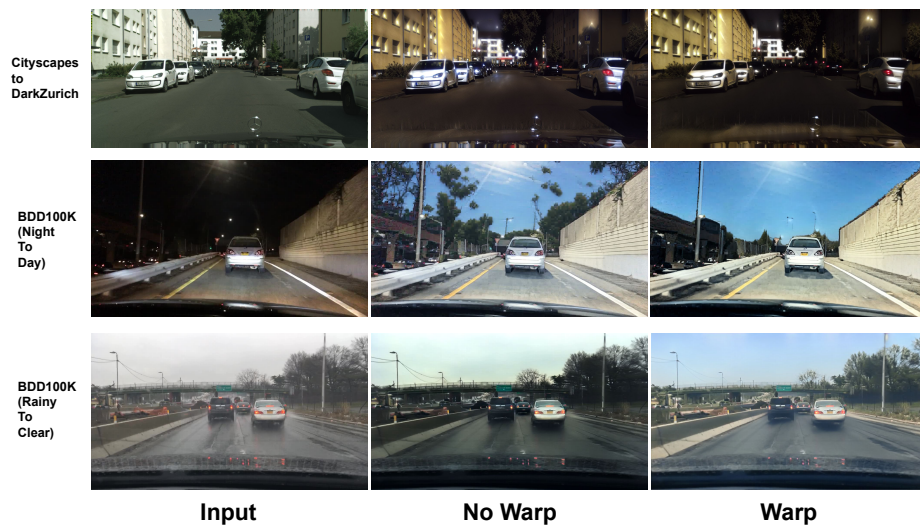 Cityscapes
to
DarkZurich
BDD100K
(Night
To
Day)
BDD100K
(Rainy
To
Clear)
Input
No Warp
Warp